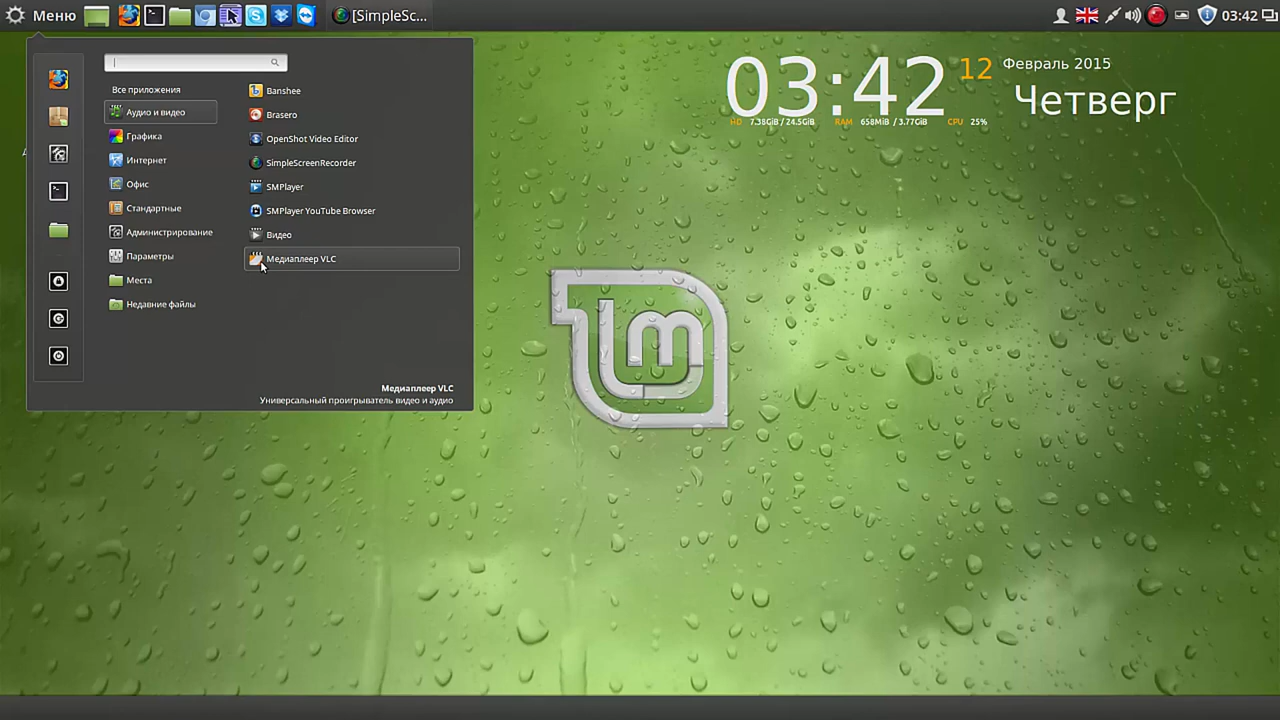 Меню
[SimpleSc...
03:42
Все приложения
Аудио и видео
Графика
Интернет
Офис
Стандартные
Администрирование
Параметры
Места
Недавние файлы
Banshee
Brasero
OpenShot Video Editor
SimpleScreenRecorder
SMPlayer
SMPlayer YouTube Browser
Видео
Медиаплеер VLC
Медиаплеер VLC
Универсальный проигрыватель видео и аудио
03:42
12
Февраль 2015
Четверг
HD 7.38GiB / 24.5GiB RAM 658MiB / 3.77GiB CPU 25%